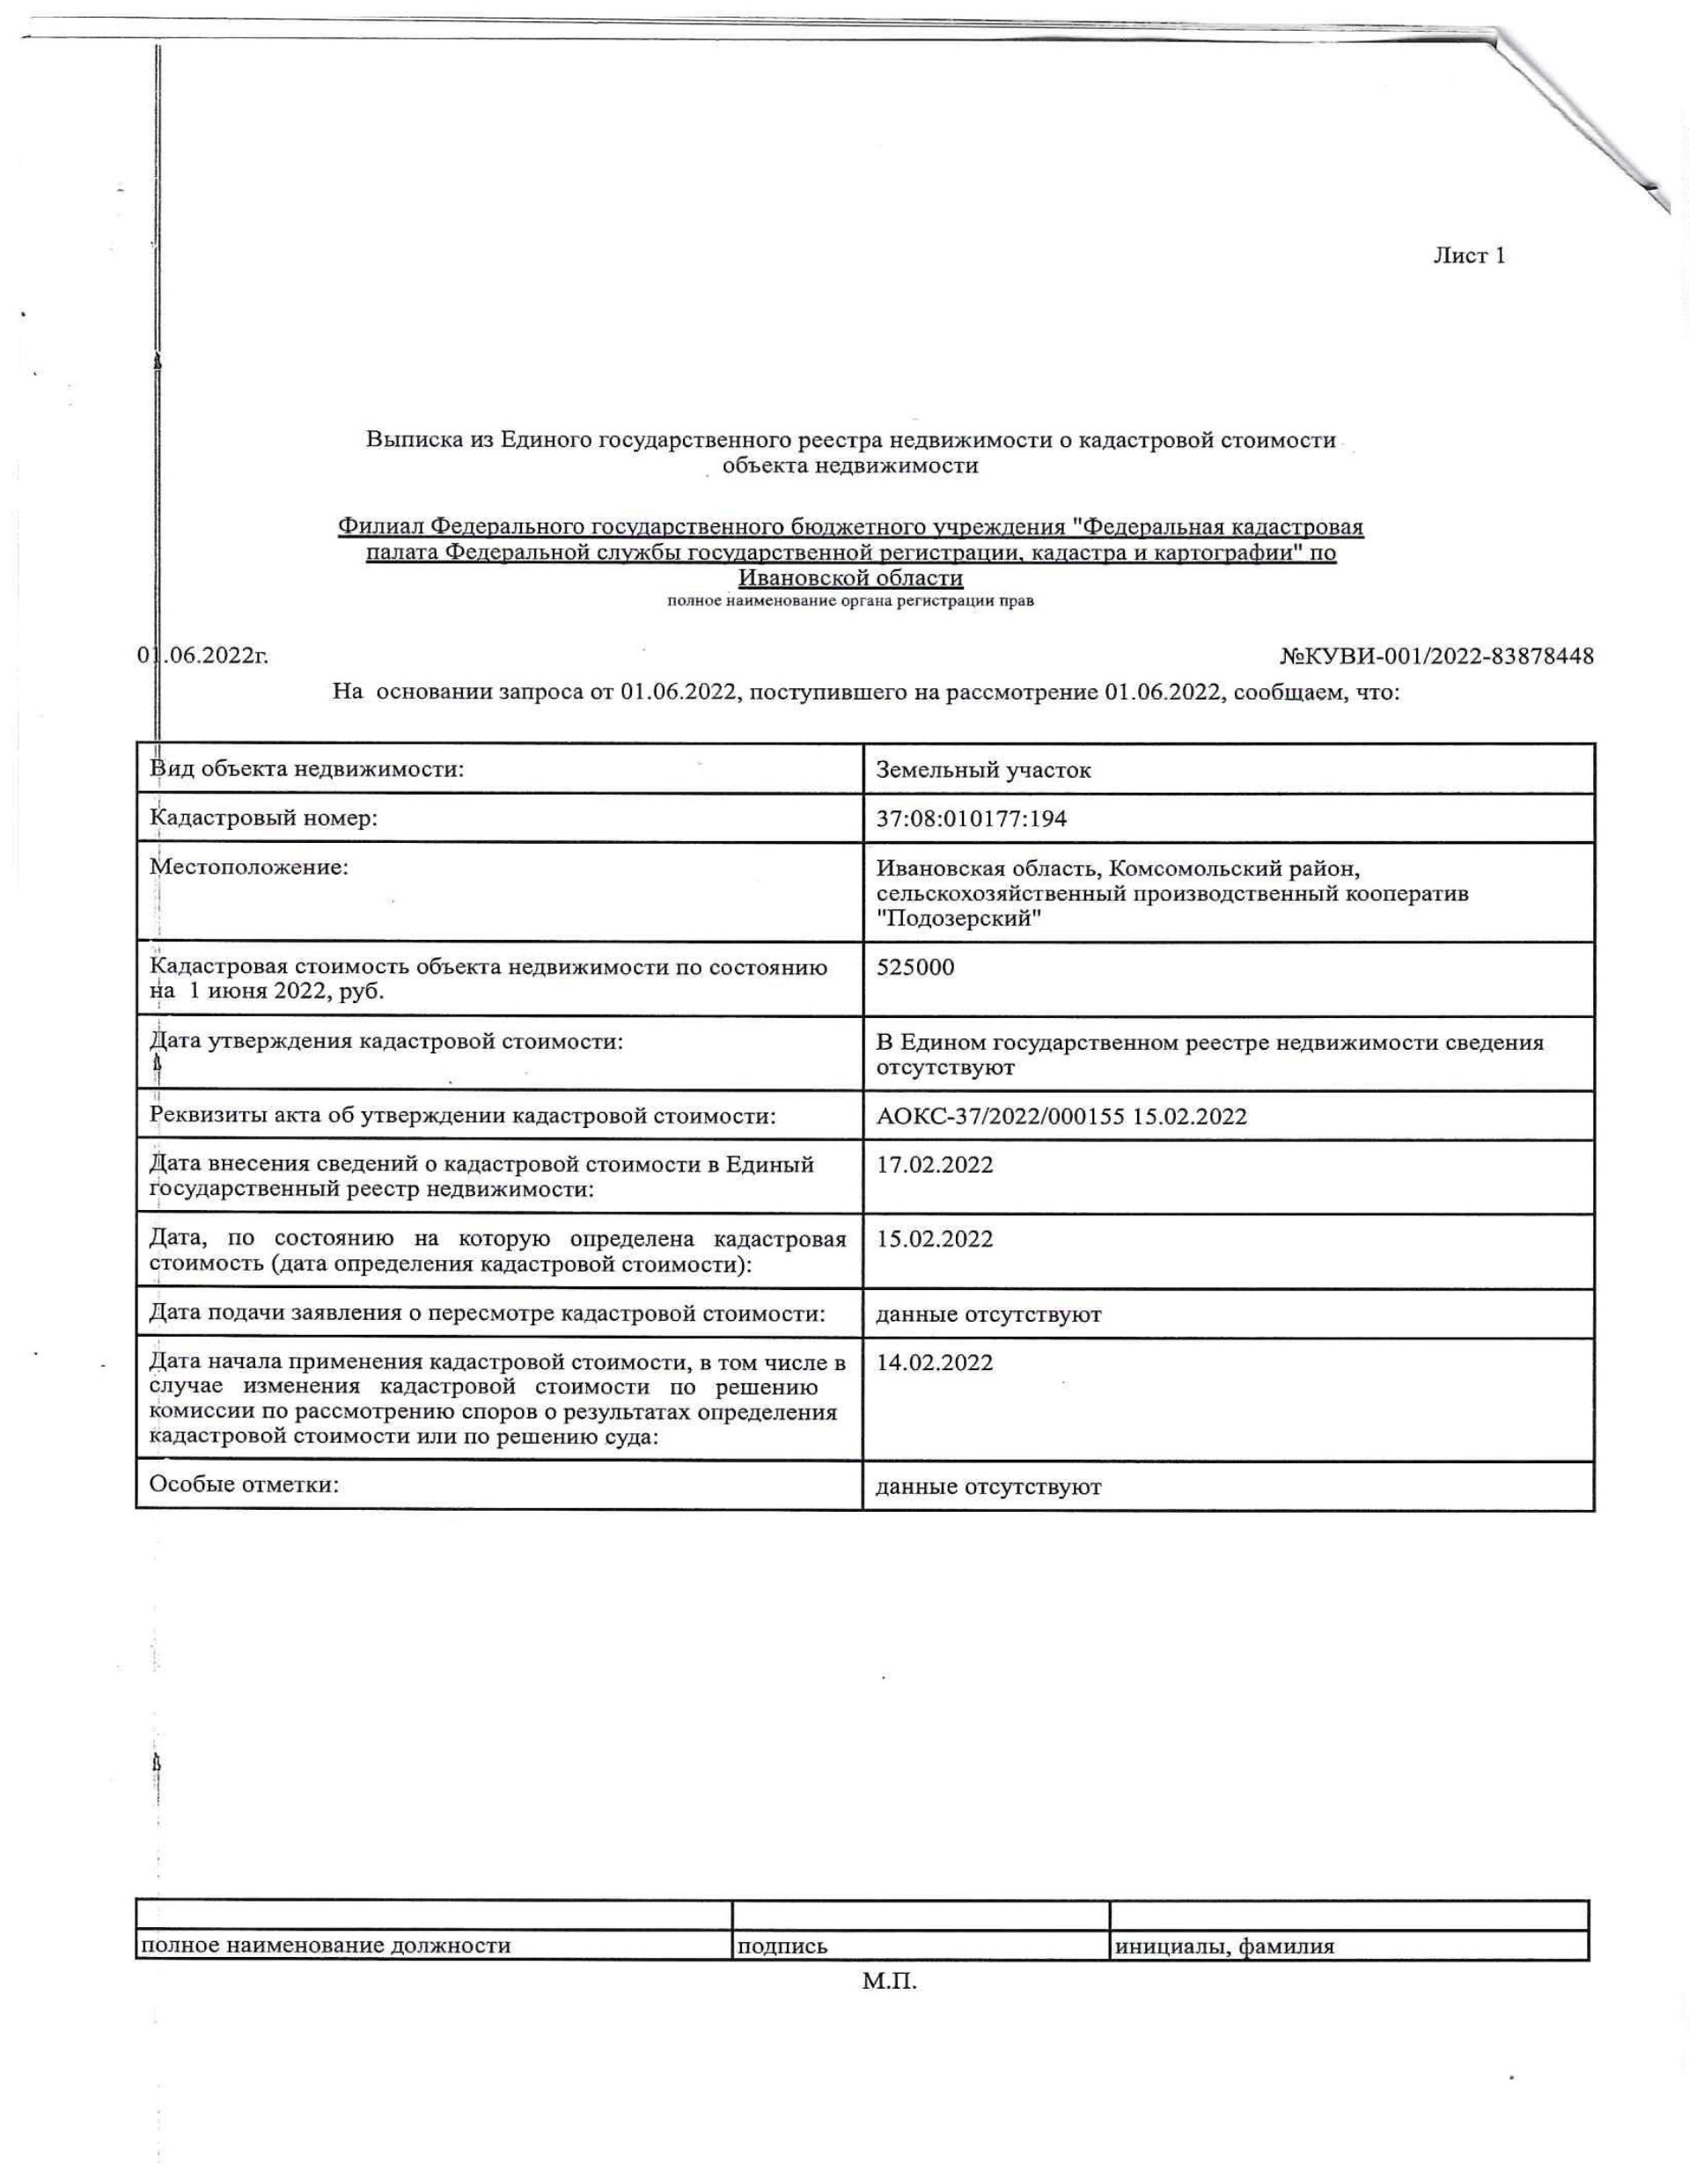 Лист 1
Выписка из Единого государственного реестра недвижимости о кадастровой стоимости
объекта недвижимости
Филиал Федерального государственного бюджетного учреждения "Федеральная кадастровая
палата Федеральной службы государственной регистрации, кадастра и картографии" по
Ивановской области
полное наименование органа регистрации прав
01.06.2022г.
№КУВИ-001/2022-83878448
На основании запроса от 01.06.2022, поступившего на рассмотрение 01.06.2022, сообщаем, что:
Вид объекта недвижимости:
Земельный участок
Кадастровый номер:
37:08:010177:194
Местоположение:
Ивановская область, Комсомольский район,
сельскохозяйственный производственный кооператив
"Подозерский"
Кадастровая стоимость объекта недвижимости по состоянию
на 1 июня 2022, руб.
525000
Дата утверждения кадастровой стоимости:
В Едином государственном реестре недвижимости сведения
отсутствуют
Реквизиты акта об утверждении кадастровой стоимости:
АОКС-37/2022/000155 15.02.2022
Дата внесения сведений о кадастровой стоимости в Единый
государственный реестр недвижимости:
17.02.2022
Дата, по состоянию на которую определена кадастровая
стоимость (дата определения кадастровой стоимости):
15.02.2022
Дата подачи заявления о пересмотре кадастровой стоимости:
данные отсутствуют
Дата начала применения кадастровой стоимости, в том числе в
случае изменения кадастровой стоимости по решению
комиссии по рассмотрению споров о результатах определения
кадастровой стоимости или по решению суда:
14.02.2022
Особые отметки:
данные отсутствуют
полное наименование должности
подпись
инициалы, фамилия
М.П.